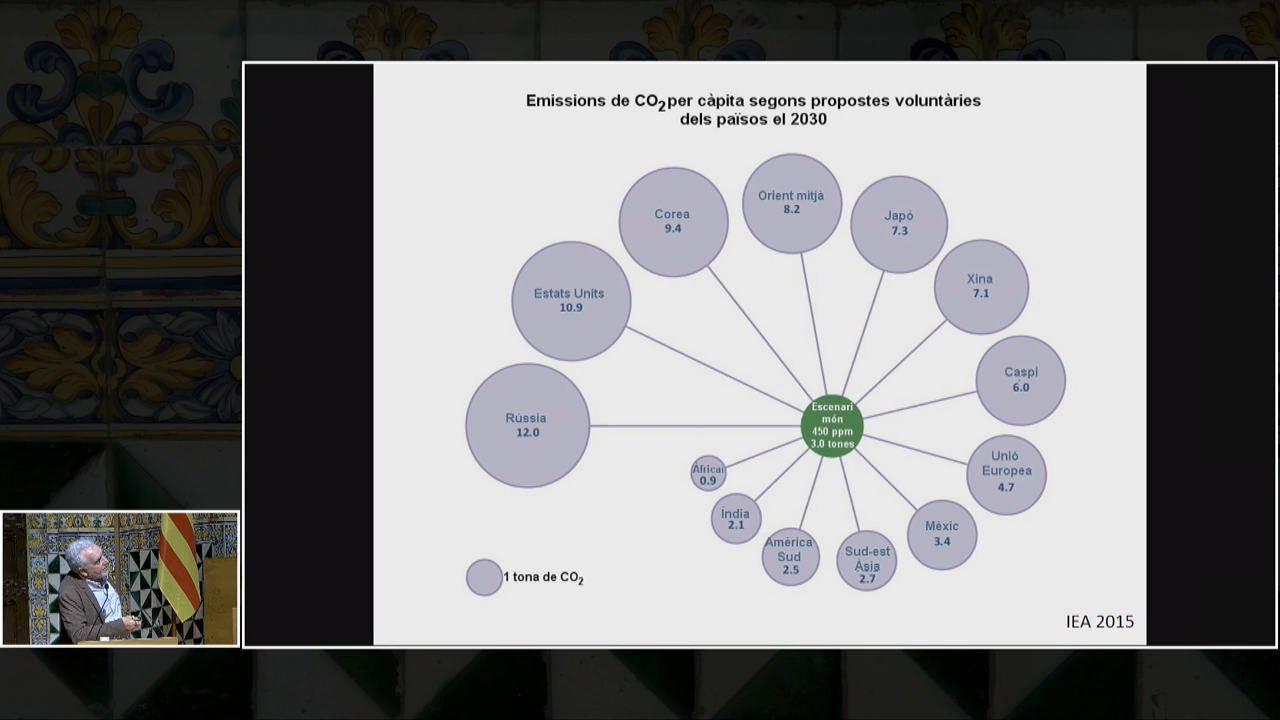 Emissions de CO2 per càpita segons propostes voluntàries
dels països el 2030
Orient mitjà
8.2
Corea
9.4
Japó
7.3
Xina
7.1
Estats Units
10.9
Caspi
6.0
Rússia
12.0
Escenari
món
450 ppm
3.0 tones
Unió
Europea
4.7
Àfrica
0.9
Índia
2.1
Mèxic
3.4
Amèrica
Sud
2.5
Sud-est
Àsia
2.7
1 tona de CO2
IEA 2015